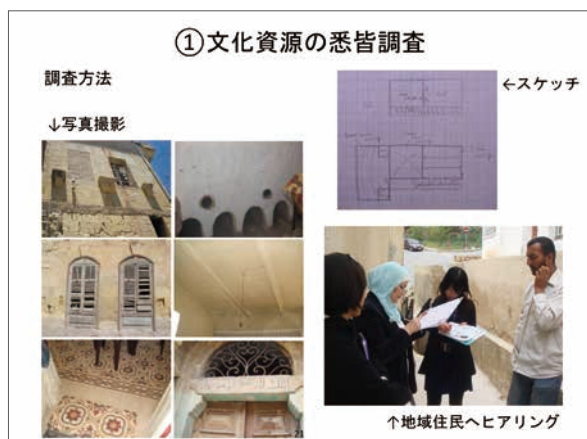 ①文化資源の悉皆調査
調査方法
←スケッチ
↓写真撮影
↑地域住民へヒアリング
21